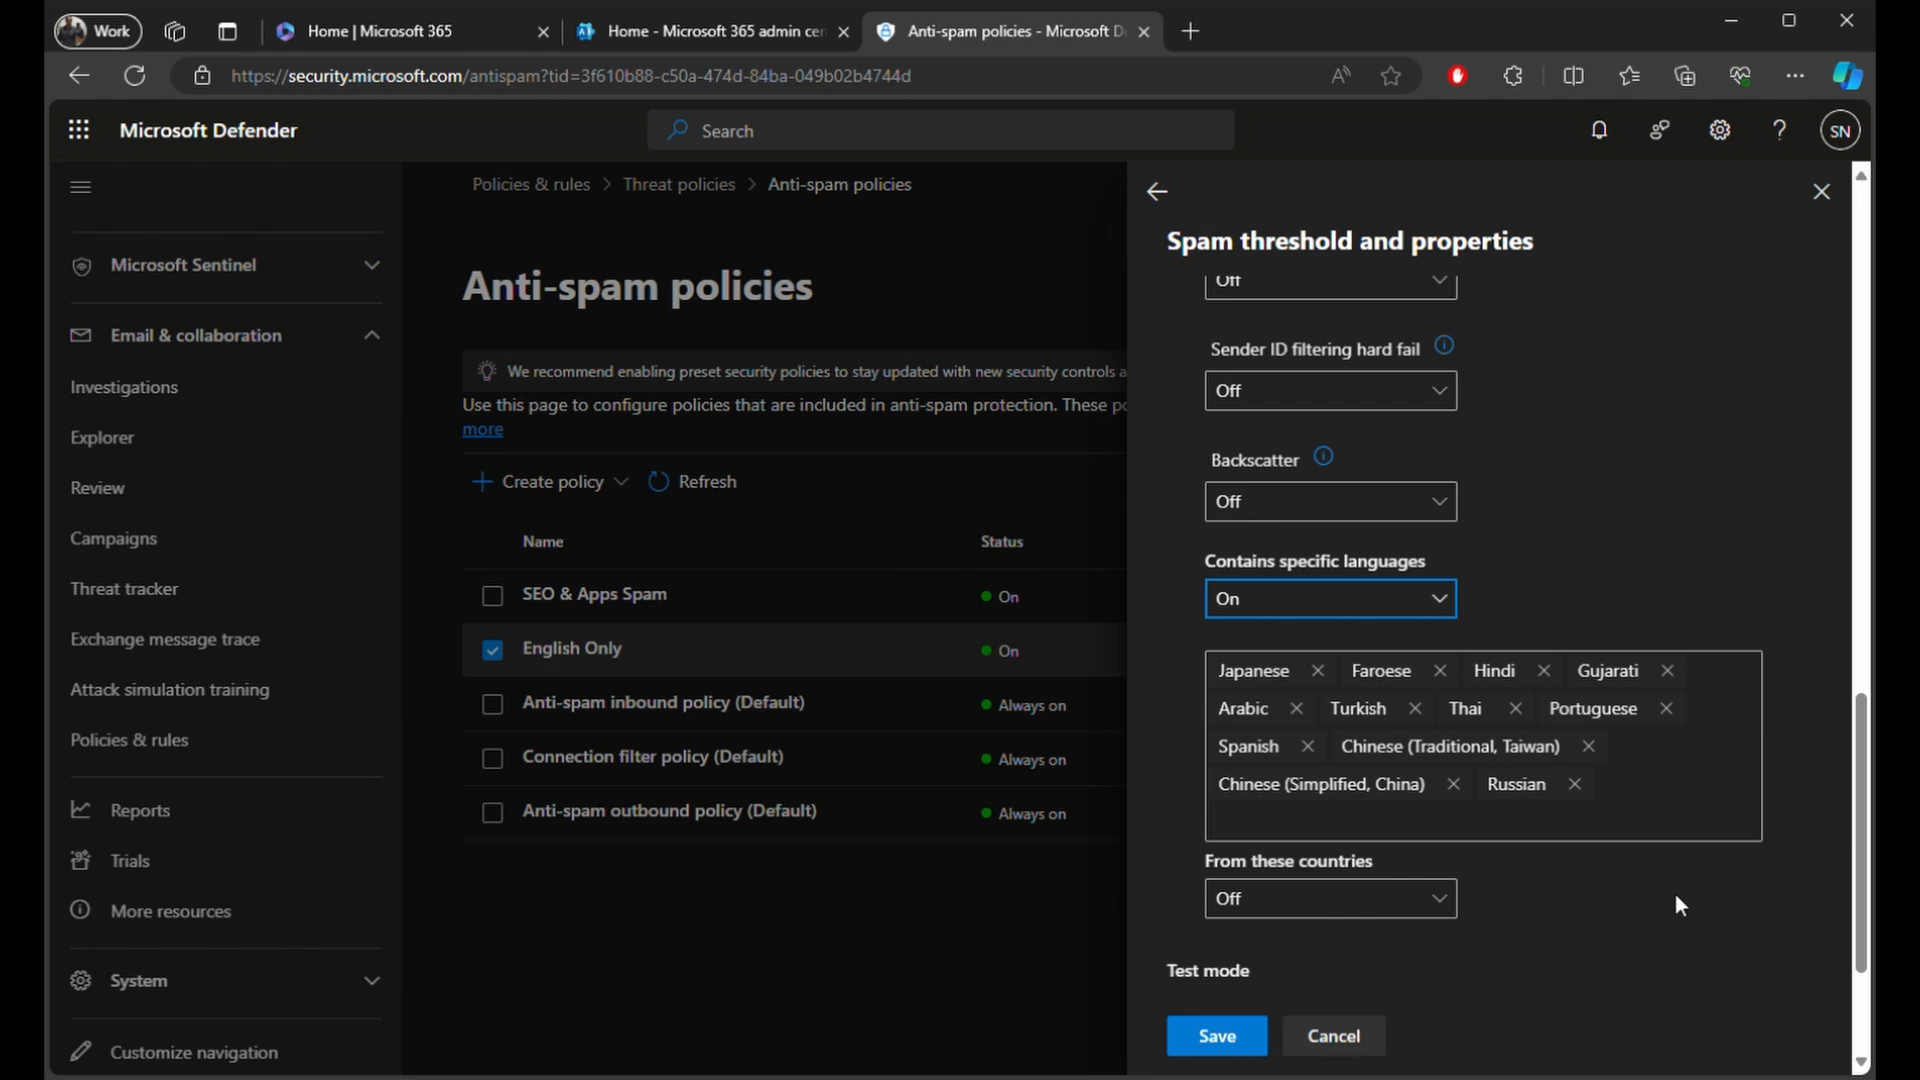 Work
Home | Microsoft 365
Home - Microsoft 365 admin cen
Anti-spam policies - Microsoft D
https://security.microsoft.com/antispam?tid=3f610b88-c50a-474d-84ba-049b02b4744d
Microsoft Defender
Search
SN
Microsoft Sentinel
Email & collaboration
Investigations
Explorer
Review
Campaigns
Threat tracker
Exchange message trace
Attack simulation training
Policies & rules
Reports
Trials
More resources
System
Customize navigation
Policies & rules > Threat policies > Anti-spam policies
Anti-spam policies
We recommend enabling preset security policies to stay updated with new security controls a
Use this page to configure policies that are included in anti-spam protection. These po
more
Create policy
Refresh
Name Status
SEO & Apps Spam On
English Only On
Anti-spam inbound policy (Default) Always on
Connection filter policy (Default) Always on
Anti-spam outbound policy (Default) Always on
Spam threshold and properties
Off
Sender ID filtering hard fail
Off
Backscatter
Off
Contains specific languages
On
Japanese Faroese Hindi Gujarati
Arabic Turkish Thai Portuguese
Spanish Chinese (Traditional, Taiwan)
Chinese (Simplified, China) Russian
From these countries
Off
Test mode
Save Cancel